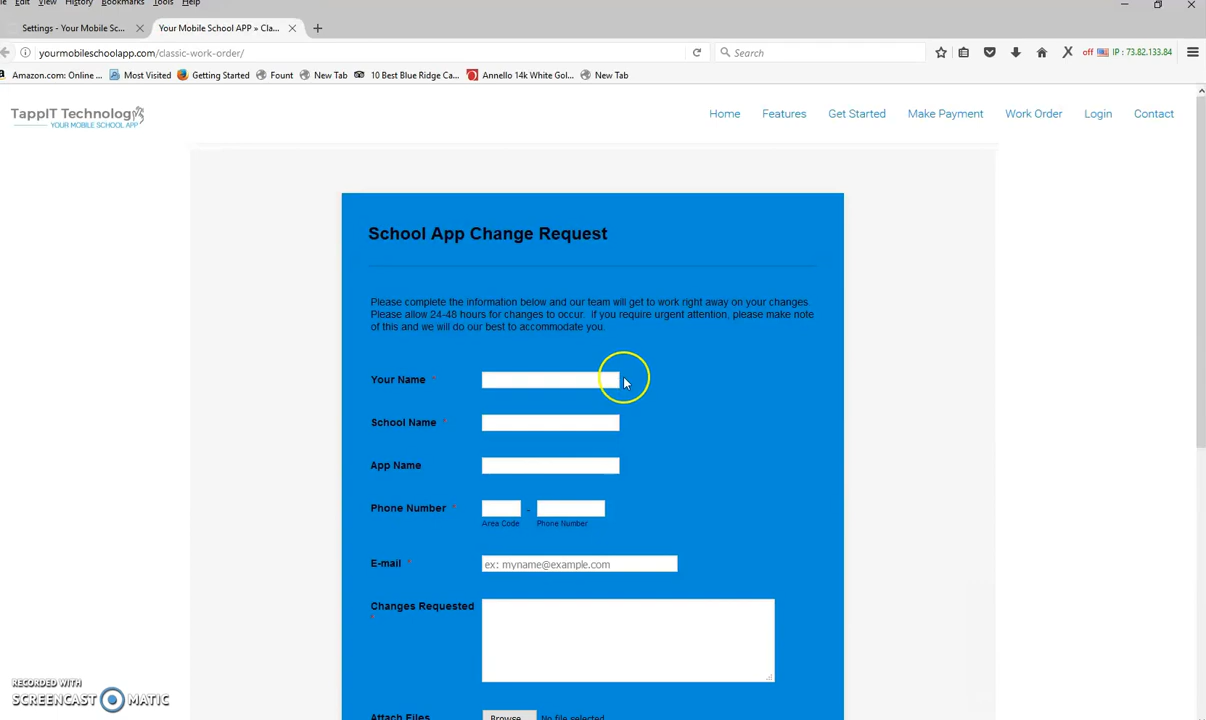 Edit View History Bookmarks Tools Help
Settings - Your Mobile Sc... × Your Mobile School APP » Cla... × +
yourmobileschoolapp.com/classic-work-order/ Search off IP : 73.82.133.84
Amazon.com: Online ... Most Visited Getting Started Fount New Tab 10 Best Blue Ridge Ca... Annello 14k White Gol... New Tab
TappIT Technology
YOUR MOBILE SCHOOL APP
Home Features Get Started Make Payment Work Order Login Contact
School App Change Request
Please complete the information below and our team will get to work right away on your changes.
Please allow 24-48 hours for changes to occur. If you require urgent attention, please make note
of this and we will do our best to accommodate you.
Your Name *
School Name *
App Name
Phone Number * -
Area Code Phone Number
E-mail * ex: myname@example.com
Changes Requested
*
Attach Files Browse... No file selected.
RECORDED WITH
SCREENCAST MATIC